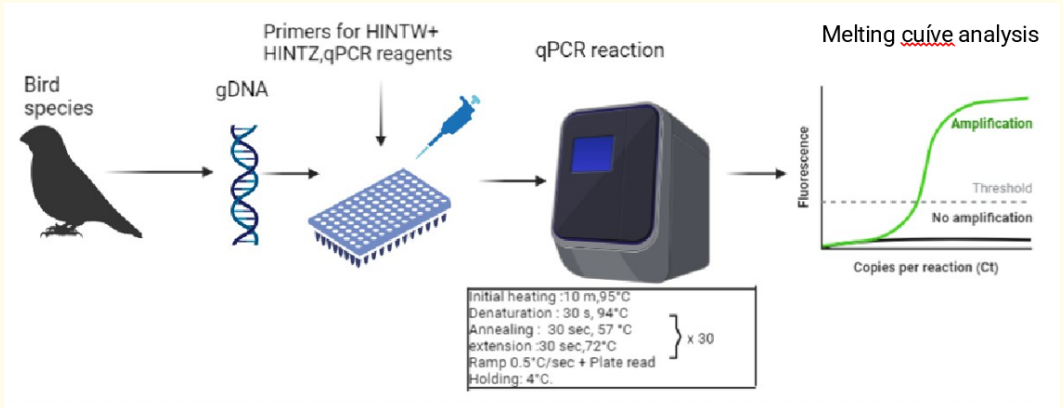 Bird
species
gDNA
Primers for HINTW+
HINTZ,qPCR reagents
qPCR reaction
Initial heating :10 m,95°C
Denaturation : 30 s, 94°C
Annealing : 30 sec, 57 °C
extension :30 sec,72°C
Ramp 0.5°C/sec + Plate read
Holding: 4°C.
x 30
Melting cuíve analysis
Fluorescence
Amplification
Threshold
No amplification
Copies per reaction (Ct)